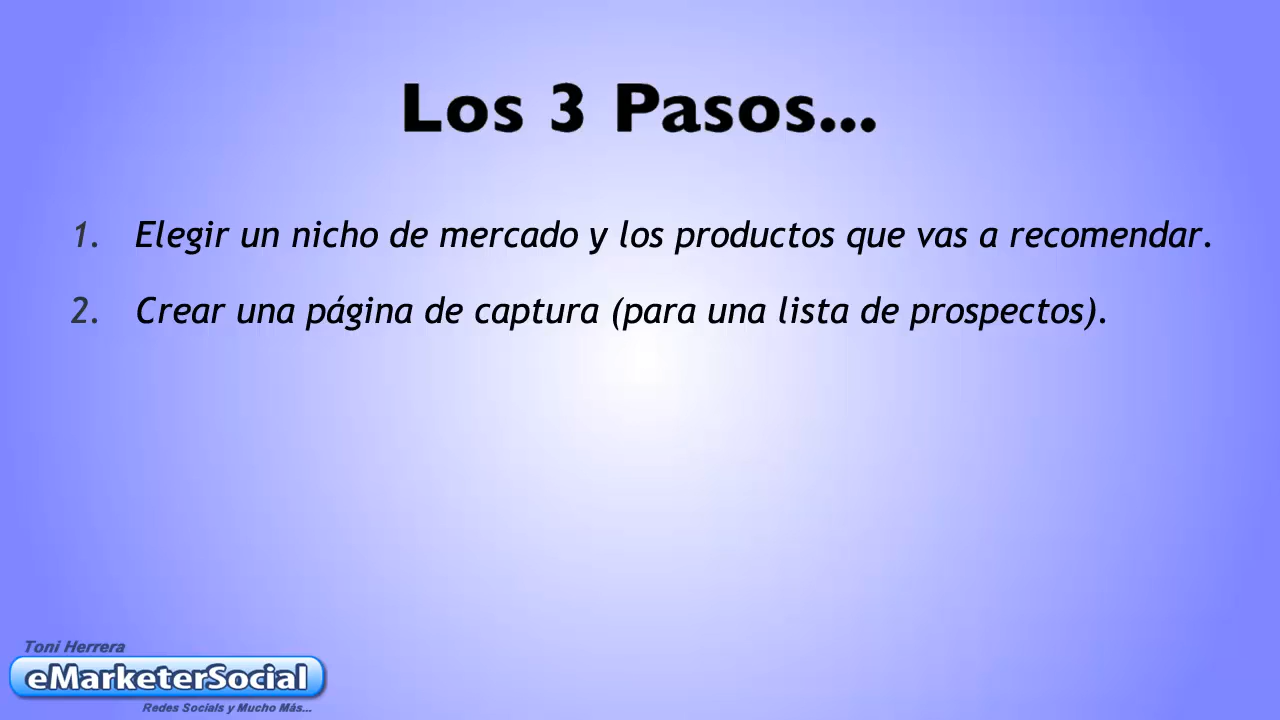 Los 3 Pasos...
1. Elegir un nicho de mercado y los productos que vas a recomendar.
2. Crear una página de captura (para una lista de prospectos).
Toni Herrera
eMarketerSocial
Redes Socials y Mucho Más...